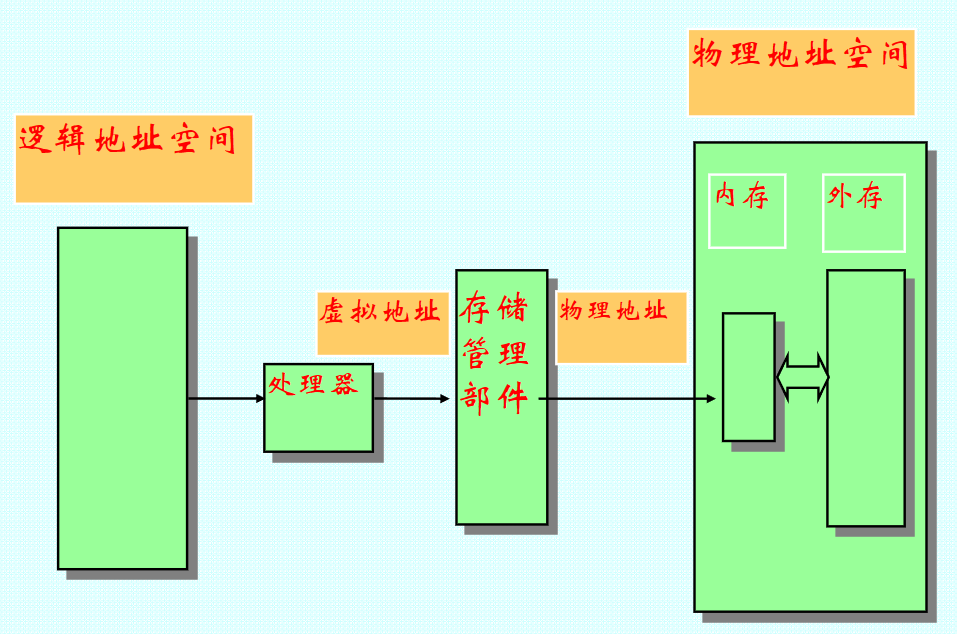 物理地址空间
逻辑地址空间
内存
外存
虚拟地址
存储
管理
部件
物理地址
处理器